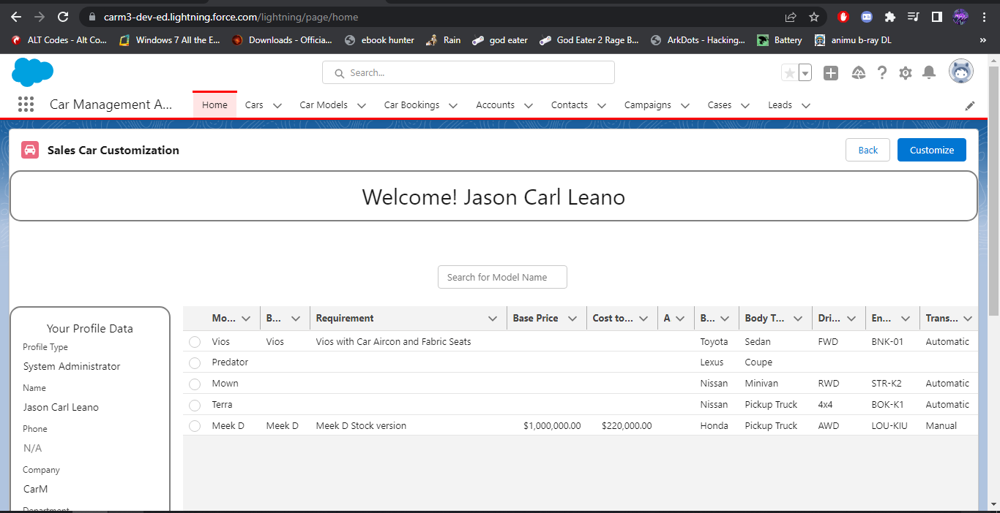 carm3-dev-ed.lightning.force.com/lightning/page/home
ALT Codes - Alt Co... Windows 7 All the E... Downloads - Officia... ebook hunter Rain god eater God Eater 2 Rage B... ArkDots - Hacking... Battery animu b-ray DL »
Search...
Car Management A... Home Cars Car Models Car Bookings Accounts Contacts Campaigns Cases Leads
Sales Car Customization Back Customize
Welcome! Jason Carl Leano
Search for Model Name
Your Profile Data
Profile Type
System Administrator
Name
Jason Carl Leano
Phone
N/A
Company
CarM
Department
Mo... B... Requirement Base Price Cost to... A B... Body T... Dri... En... Trans...
Vios Vios Vios with Car Aircon and Fabric Seats Toyota Sedan FWD BNK-01 Automatic
Predator Lexus Coupe
Mown Nissan Minivan RWD STR-K2 Automatic
Terra Nissan Pickup Truck 4x4 BOK-K1 Automatic
Meek D Meek D Meek D Stock version $1,000,000.00 $220,000.00 Honda Pickup Truck AWD LOU-KIU Manual